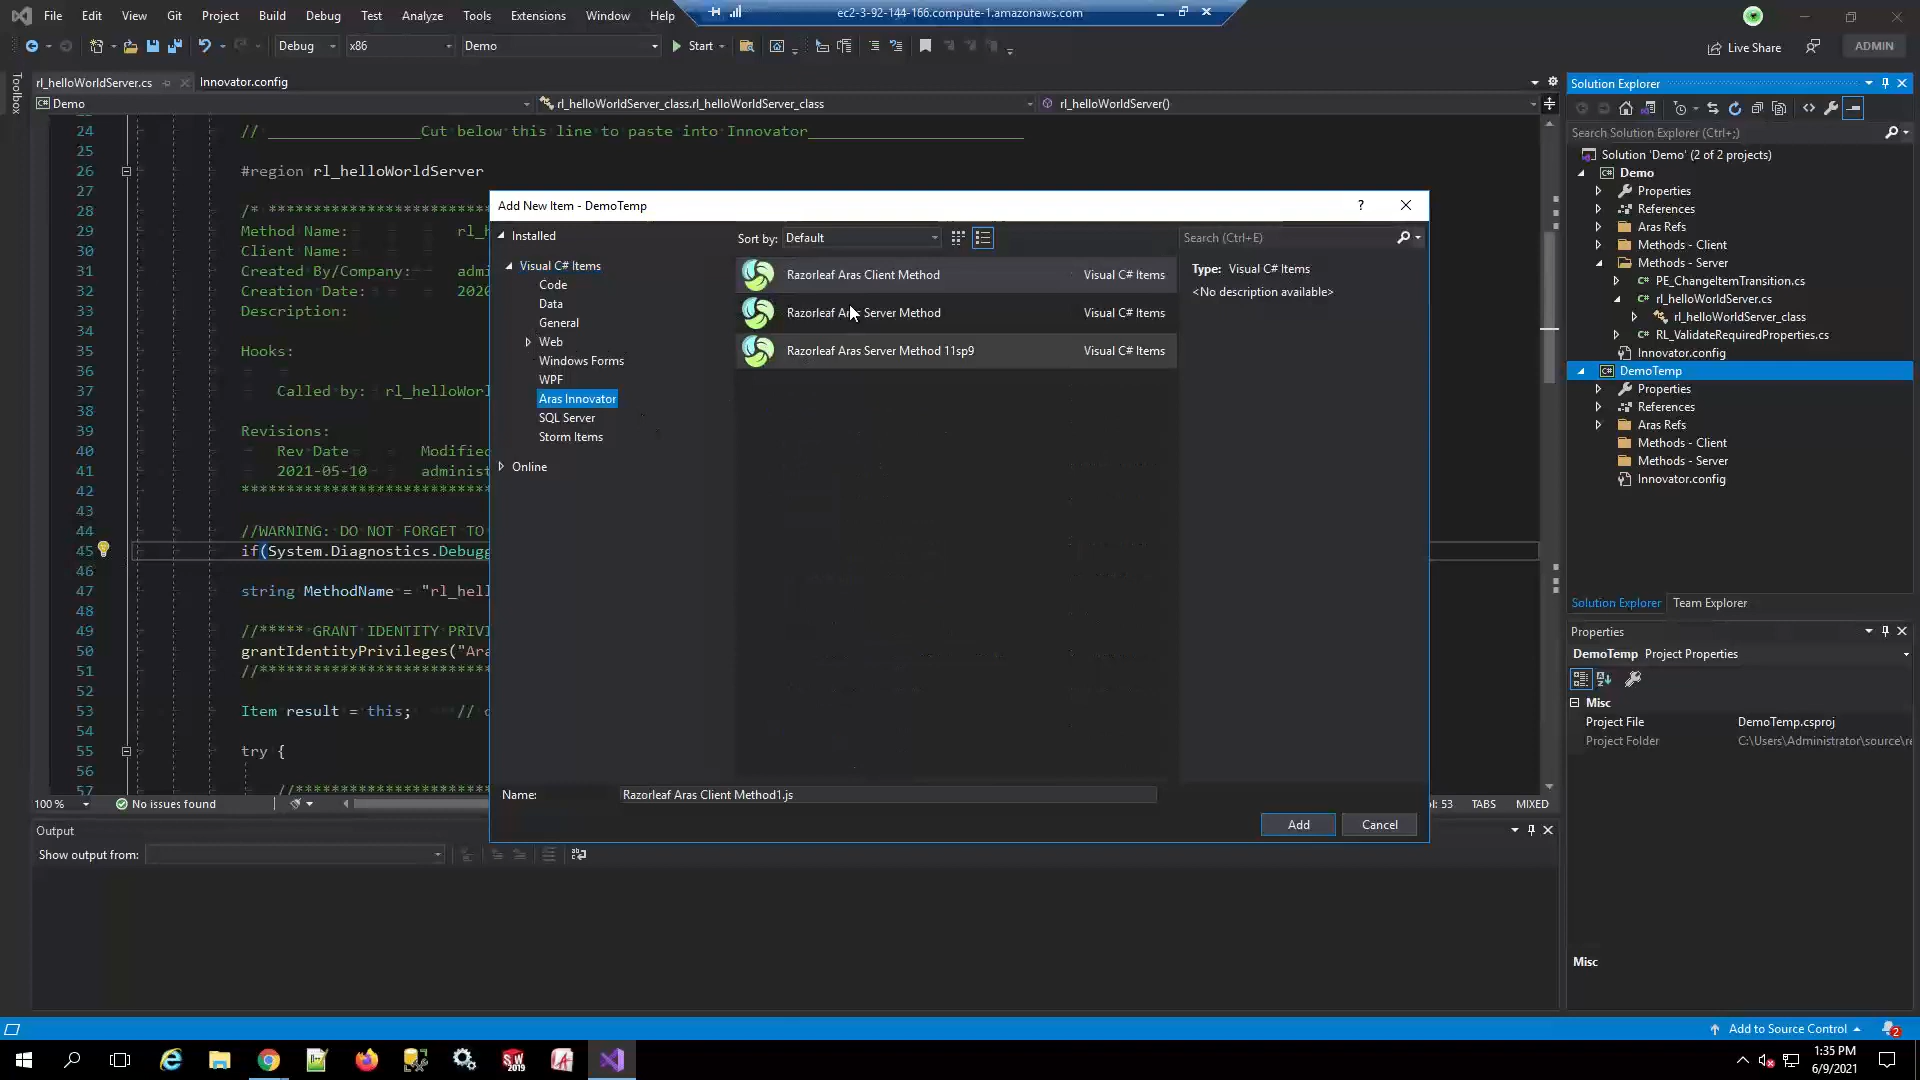 File Edit View Git Project Build Debug Test Analyze Tools Extensions Window Help
ec2-3-92-144-166.compute-1.amazonaws.com
Debug x86 Demo Start Live Share ADMIN
Toolbox
rl_helloWorldServer.cs Innovator.config
Demo rl_helloWorldServer_class.rl_helloWorldServer_class rl_helloWorldServer()
24 // _________________Cut below this line to paste into Innovator________________________
25
26 #region rl_helloWorldServer
27
28 /* *************************
29 Method Name: rl_h
30 Client Name:
31 Created By/Company: admi
32 Creation Date: 2020
33 Description:
34
35 Hooks:
36
37 Called by: rl_helloWorl
38
39 Revisions:
40 Rev Date Modified
41 2021-05-10 administ
42 ****************************
43
44 //WARNING: DO NOT FORGET TO
45 if(System.Diagnostics.Debugg
46
47 string MethodName = "rl_hell
48
49 //***** GRANT IDENTITY PRIVI
50 grantIdentityPrivileges("Ara
51 //**************************
52
53 Item result = this; // c
54
55 try {
56
57 //**********************
100 % No issues found
: 53 TABS MIXED
Output
Show output from:
Add New Item - DemoTemp
?
Installed
Visual C# Items
Code
Data
General
Web
Windows Forms
WPF
Aras Innovator
SQL Server
Storm Items
Online
Sort by: Default
Search (Ctrl+E)
Razorleaf Aras Client Method Visual C# Items
Razorleaf Aras Server Method Visual C# Items
Razorleaf Aras Server Method 11sp9 Visual C# Items
Type: Visual C# Items
<No description available>
Name: Razorleaf Aras Client Method1.js
Add Cancel
Solution Explorer
Search Solution Explorer (Ctrl+;)
Solution 'Demo' (2 of 2 projects)
C# Demo
Properties
References
Aras Refs
Methods - Client
Methods - Server
C# PE_ChangeItemTransition.cs
C# rl_helloWorldServer.cs
rl_helloWorldServer_class
C# RL_ValidateRequiredProperties.cs
Innovator.config
C# DemoTemp
Properties
References
Aras Refs
Methods - Client
Methods - Server
Innovator.config
Solution Explorer Team Explorer
Properties
DemoTemp Project Properties
Misc
Project File DemoTemp.csproj
Project Folder C:\Users\Administrator\source\re
Misc
Add to Source Control 2
SW 2019
1:35 PM
6/9/2021